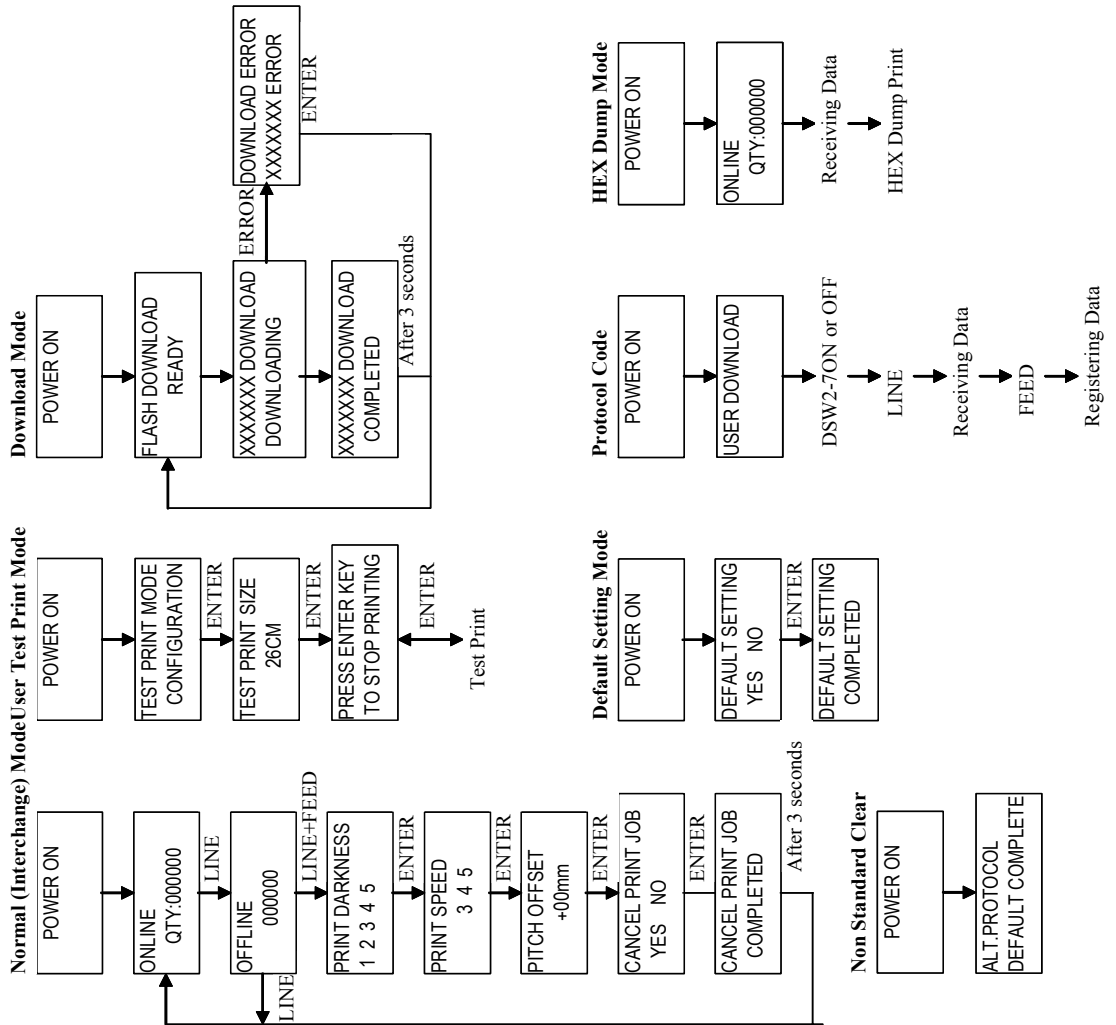 Normal (Interchange) Mode
POWER ON
ONLINE
QTY:000000
LINE
OFFLINE
000000
LINE
LINE+FEED
PRINT DARKNESS
1 2 3 4 5
ENTER
PRINT SPEED
3 4 5
ENTER
PITCH OFFSET
+00mm
ENTER
CANCEL PRINT JOB
YES NO
ENTER
CANCEL PRINT JOB
COMPLETED
After 3 seconds
User Test Print Mode
POWER ON
TEST PRINT MODE
CONFIGURATION
ENTER
TEST PRINT SIZE
26CM
ENTER
PRESS ENTER KEY
TO STOP PRINTING
ENTER
Test Print
Download Mode
POWER ON
FLASH DOWNLOAD
READY
XXXXXXX DOWNLOAD
DOWNLOADING
ERROR
DOWNLOAD ERROR
XXXXXXX ERROR
ENTER
XXXXXXX DOWNLOAD
COMPLETED
After 3 seconds
Non Standard Clear
POWER ON
ALT.PROTOCOL
DEFAULT COMPLETE
Default Setting Mode
POWER ON
DEFAULT SETTING
YES NO
ENTER
DEFAULT SETTING
COMPLETED
Protocol Code
POWER ON
USER DOWNLOAD
DSW2-7ON or OFF
LINE
Receiving Data
FEED
Registering Data
HEX Dump Mode
POWER ON
ONLINE
QTY:000000
Receiving Data
HEX Dump Print